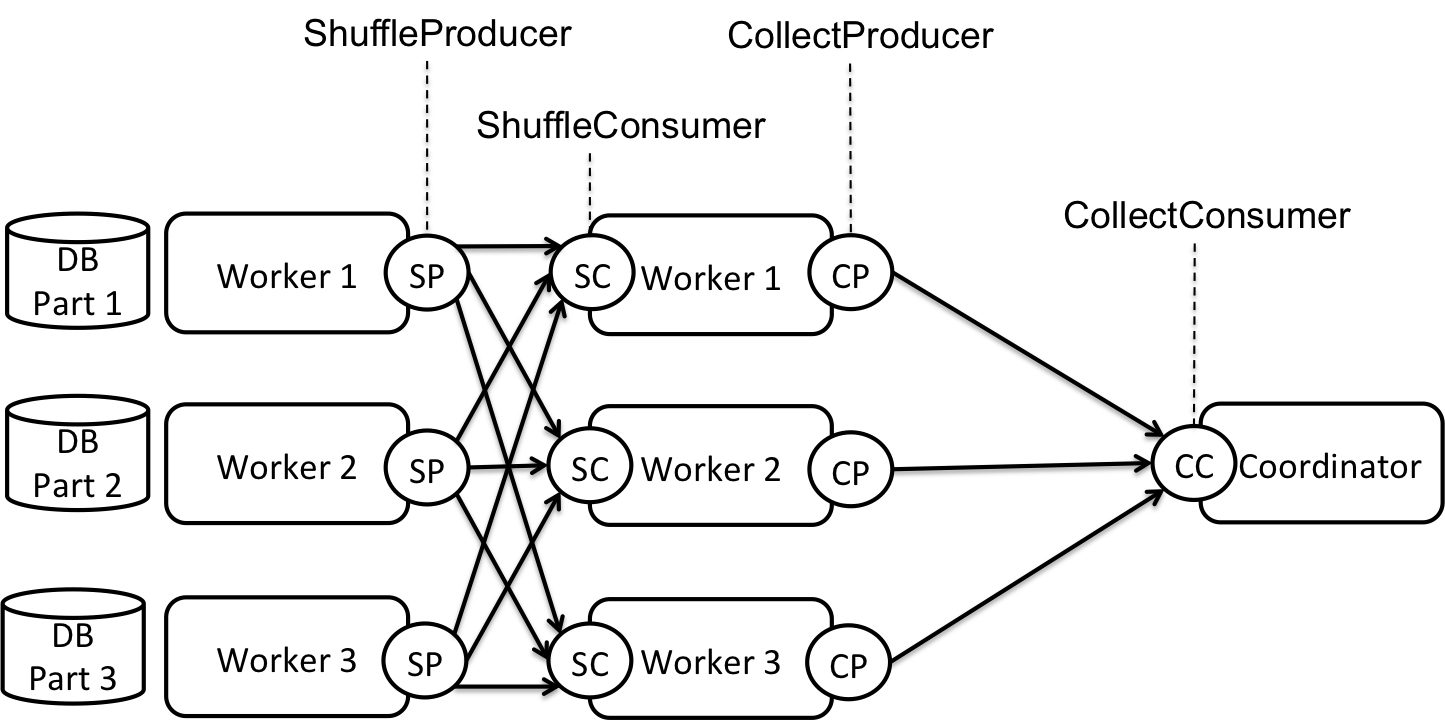 ShuffleProducer
CollectProducer
ShuffleConsumer
CollectConsumer
DB
Part 1
Worker 1
SP
SC
Worker 1
CP
DB
Part 2
Worker 2
SP
SC
Worker 2
CP
CC
Coordinator
DB
Part 3
Worker 3
SP
SC
Worker 3
CP